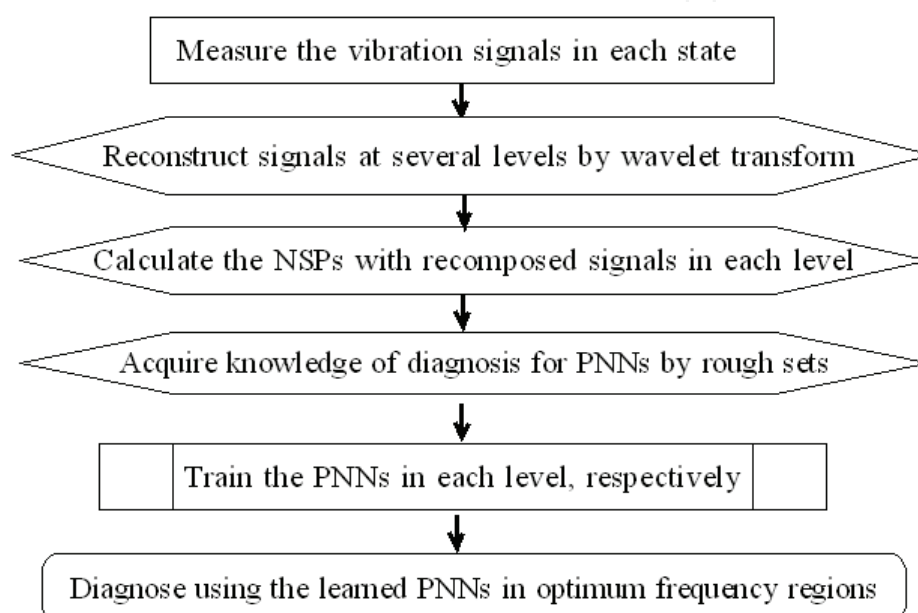 Measure the vibration signals in each state
Reconstruct signals at several levels by wavelet transform
Calculate the NSPs with recomposed signals in each level
Acquire knowledge of diagnosis for PNNs by rough sets
Train the PNNs in each level, respectively
Diagnose using the learned PNNs in optimum frequency regions